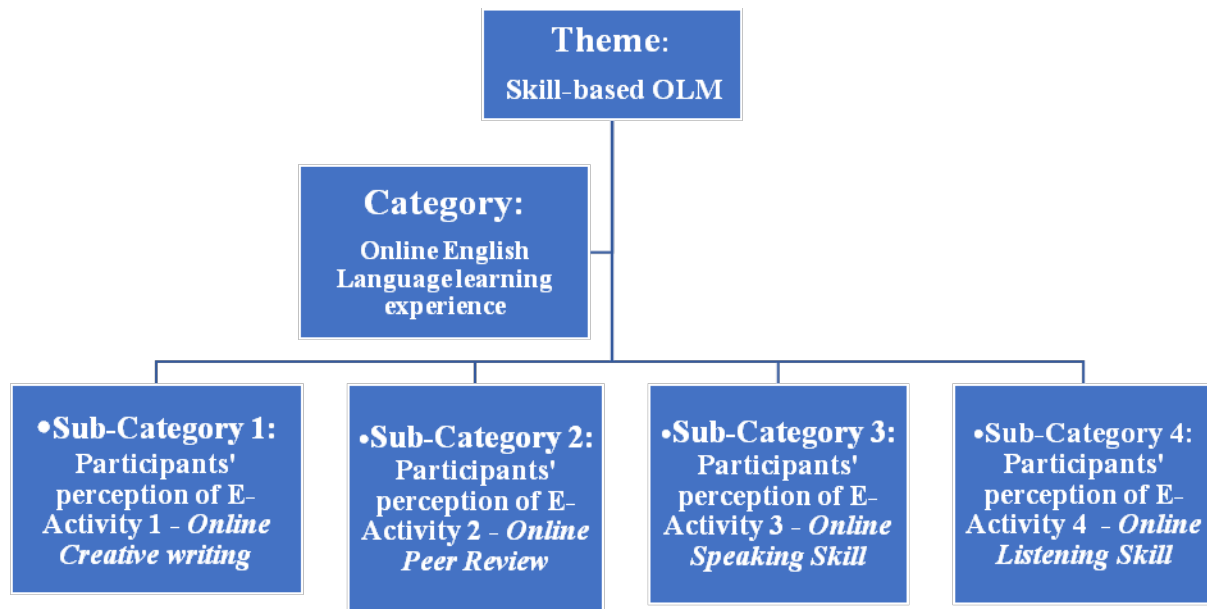 Theme:
Skill-based OLM
Category:
Online English
Language learning
experience
•Sub-Category 1:
Participants'
perception of E-
Activity 1 - Online
Creative writing
•Sub-Category 2:
Participants'
perception of E-
Activity 2 - Online
Peer Review
•Sub-Category 3:
Participants'
perception of E-
Activity 3 - Online
Speaking Skill
•Sub-Category 4:
Participants'
perception of E-
Activity 4 - Online
Listening Skill